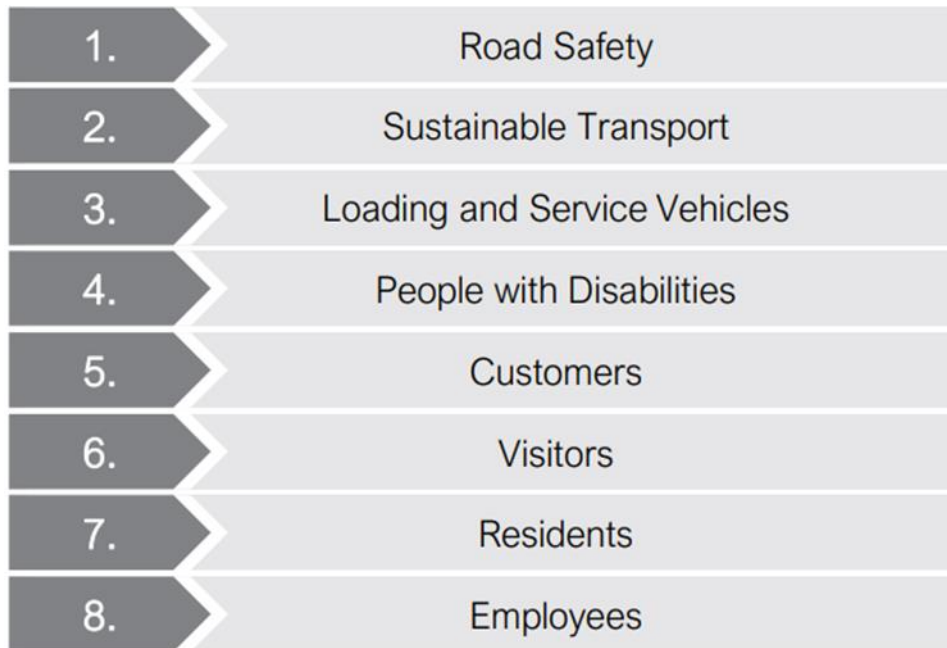 1. Road Safety
2. Sustainable Transport
3. Loading and Service Vehicles
4. People with Disabilities
5. Customers
6. Visitors
7. Residents
8. Employees